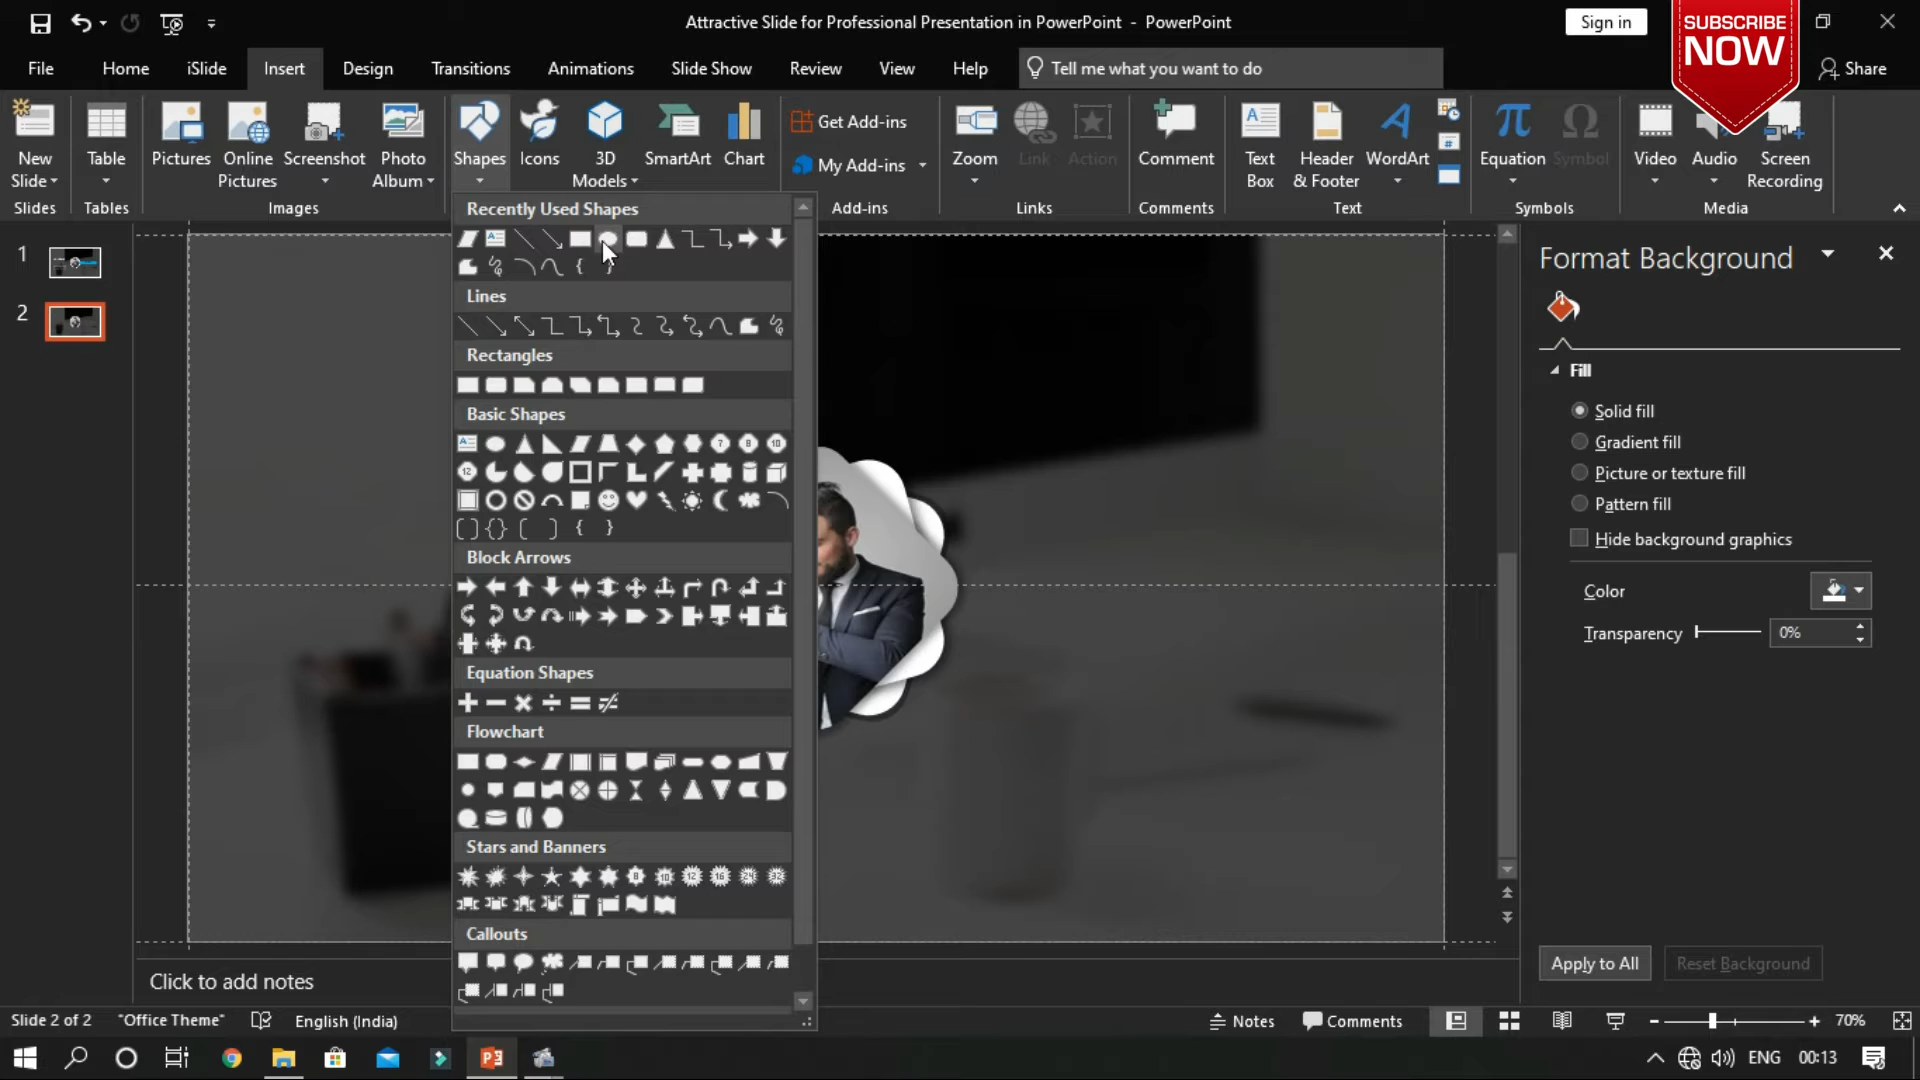 Attractive Slide for Professional Presentation in PowerPoint - PowerPoint
Sign in
SUBSCRIBE
NOW
File Home iSlide Insert Design Transitions Animations Slide Show Review View Help Tell me what you want to do Share
New Slide
Table
Pictures
Online Pictures
Screenshot
Photo Album
Shapes
Icons
3D Models
SmartArt
Chart
Get Add-ins
My Add-ins
Zoom
Link
Action
Comment
Text Box
Header & Footer
WordArt
Equation
Symbol
Video
Audio
Screen Recording
Slides Tables Images Add-ins Links Comments Text Symbols Media
Recently Used Shapes
Lines
Rectangles
Basic Shapes
Block Arrows
Equation Shapes
Flowchart
Stars and Banners
Callouts
1
2
Format Background
Fill
Solid fill
Gradient fill
Picture or texture fill
Pattern fill
Hide background graphics
Color
Transparency 0%
Apply to All Reset Background
Click to add notes
Slide 2 of 2 "Office Theme" English (India) Notes Comments 70%
ENG 00:13